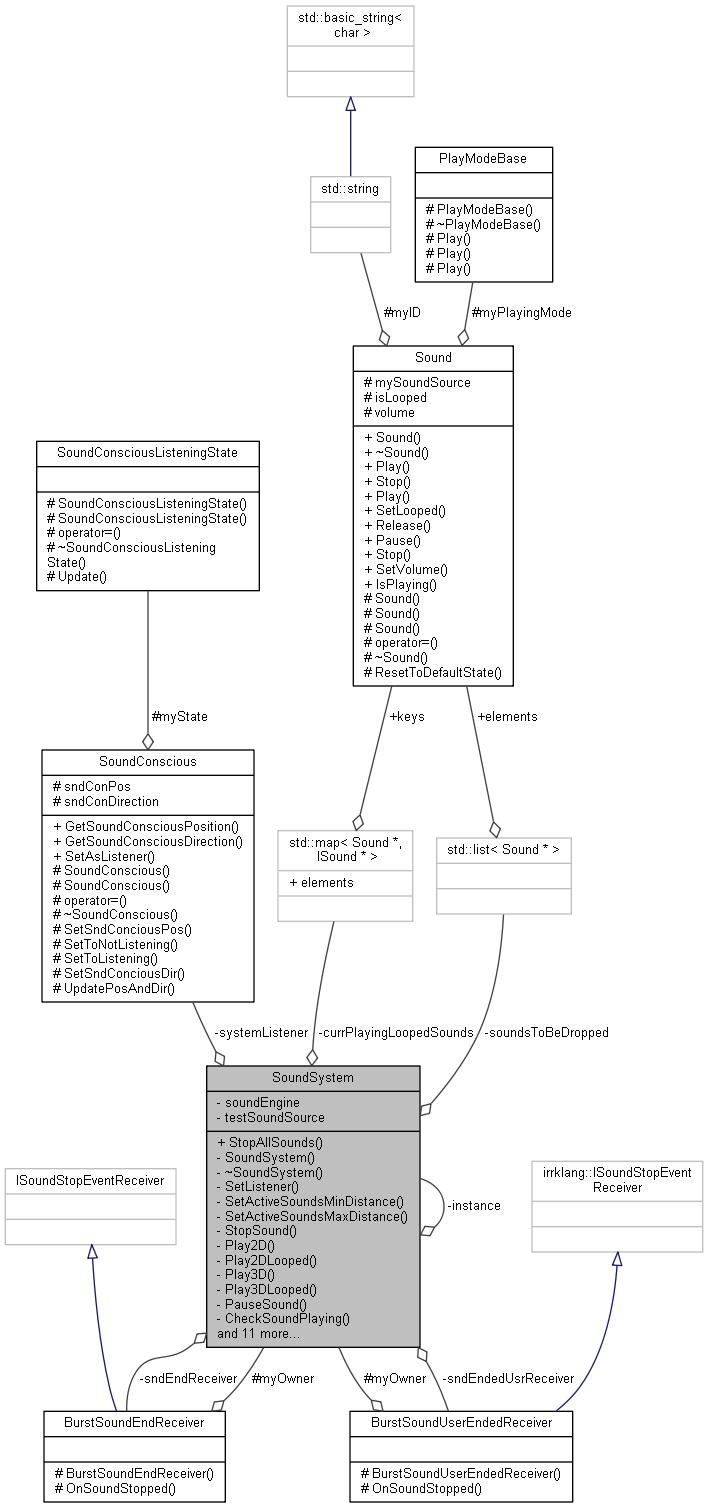 std::basic_string<
char >
std::string
PlayModeBase
# PlayModeBase()
# ~PlayModeBase()
# Play()
# Play()
# Play()
#myID
#myPlayingMode
Sound
# mySoundSource
# isLooped
# volume
+ Sound()
+ ~Sound()
+ Play()
+ Stop()
+ Play()
+ SetLooped()
+ Release()
+ Pause()
+ Stop()
+ SetVolume()
+ IsPlaying()
# Sound()
# Sound()
# Sound()
# operator=()
# ~Sound()
# ResetToDefaultState()
SoundConsciousListeningState
# SoundConsciousListeningState()
# SoundConsciousListeningState()
# operator=()
# ~SoundConsciousListening
State()
# Update()
#myState
+keys
+elements
SoundConscious
# sndConPos
# sndConDirection
+ GetSoundConsciousPosition()
+ GetSoundConsciousDirection()
+ SetAsListener()
# SoundConscious()
# SoundConscious()
# operator=()
# ~SoundConscious()
# SetSndConciousPos()
# SetToNotListening()
# SetToListening()
# SetSndConciousDir()
# UpdatePosAndDir()
std::map< Sound *,
ISound * >
+ elements
std::list< Sound * >
-systemListener
-currPlayingLoopedSounds
-soundsToBeDropped
SoundSystem
- soundEngine
- testSoundSource
+ StopAllSounds()
- SoundSystem()
- ~SoundSystem()
- SetListener()
- SetActiveSoundsMinDistance()
- SetActiveSoundsMaxDistance()
- StopSound()
- Play2D()
- Play2DLooped()
- Play3D()
- Play3DLooped()
- PauseSound()
- CheckSoundPlaying()
and 11 more...
-instance
ISoundStopEventReceiver
irrklang::ISoundStopEvent
Receiver
-sndEndReceiver
#myOwner
#myOwner
-sndEndedUsrReceiver
BurstSoundEndReceiver
# BurstSoundEndReceiver()
# OnSoundStopped()
BurstSoundUserEndedReceiver
# BurstSoundUserEndedReceiver()
# OnSoundStopped()